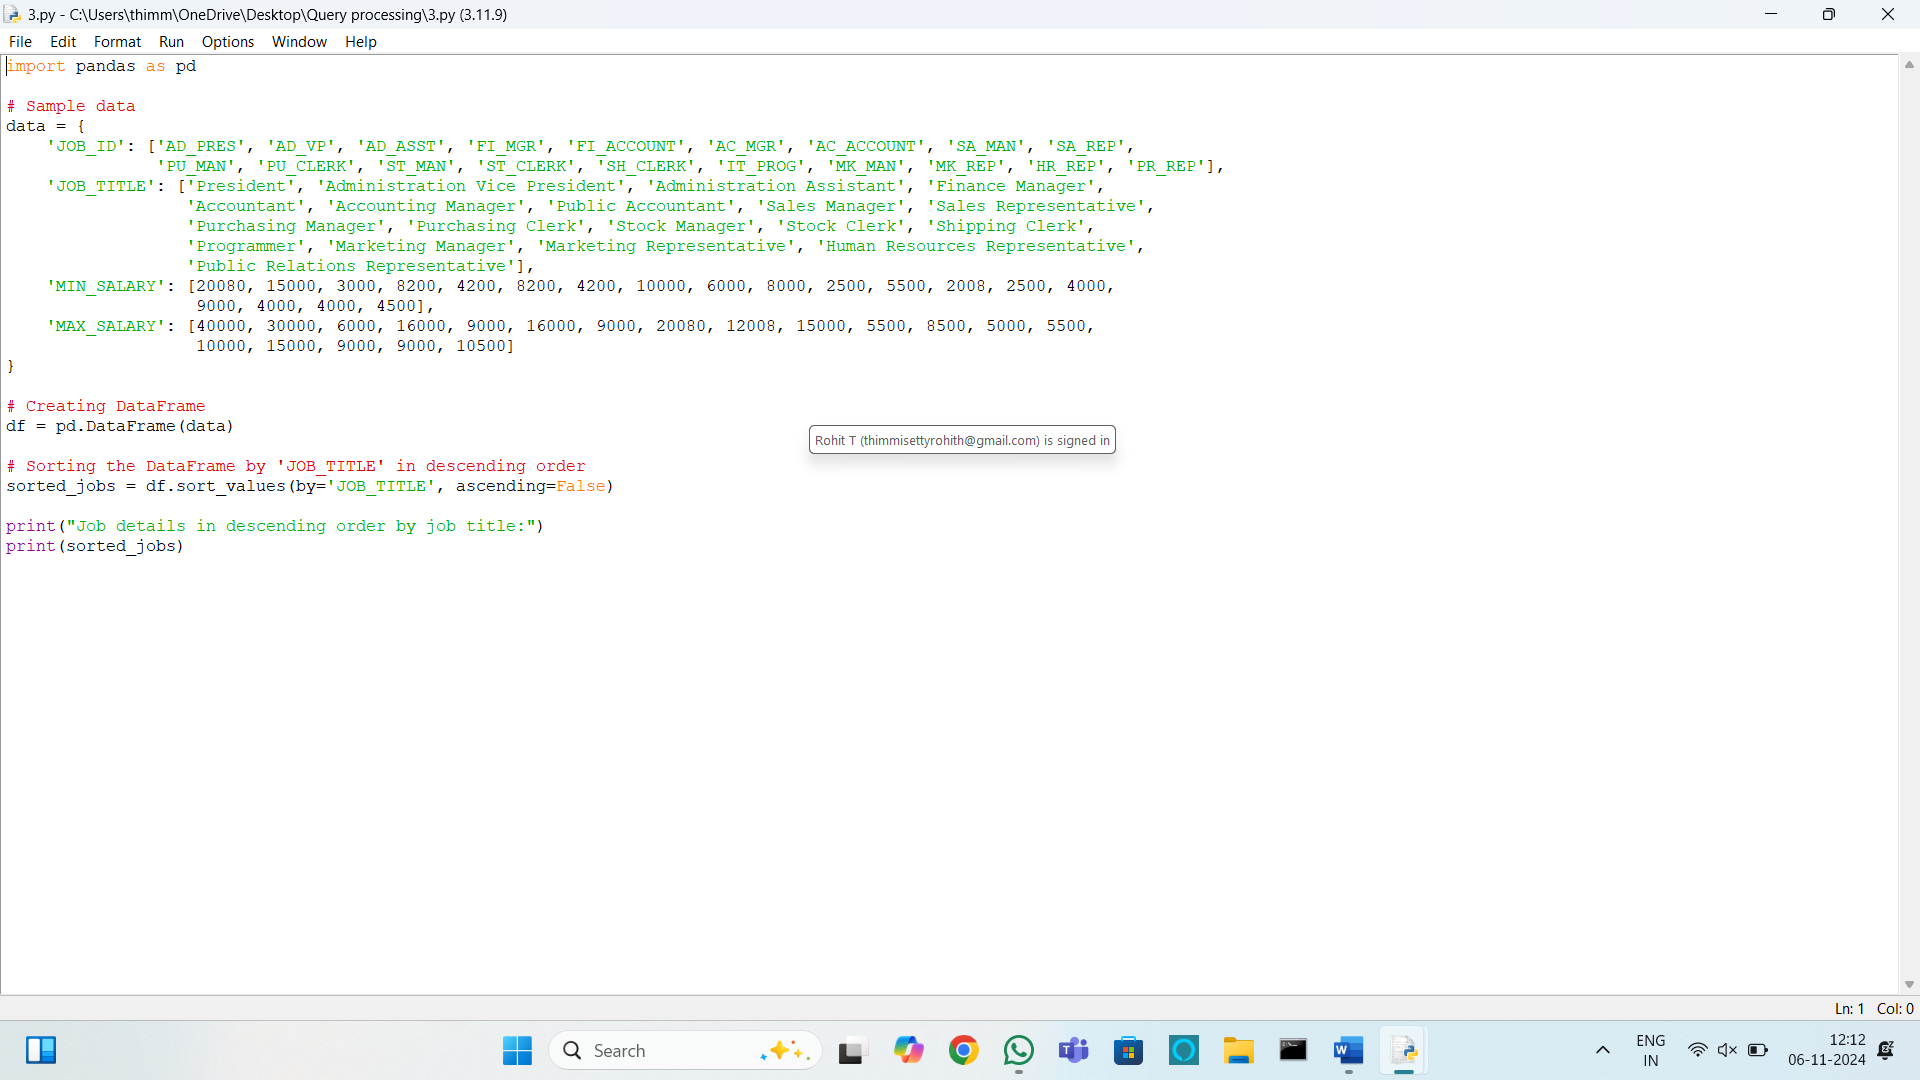 3.py - C:\Users\thimm\OneDrive\Desktop\Query processing\3.py (3.11.9)
File Edit Format Run Options Window Help
import pandas as pd
# Sample data
data = {
    'JOB_ID': ['AD_PRES', 'AD_VP', 'AD_ASST', 'FI_MGR', 'FI_ACCOUNT', 'AC_MGR', 'AC_ACCOUNT', 'SA_MAN', 'SA_REP',
               'PU_MAN', 'PU_CLERK', 'ST_MAN', 'ST_CLERK', 'SH_CLERK', 'IT_PROG', 'MK_MAN', 'MK_REP', 'HR_REP', 'PR_REP'],
    'JOB_TITLE': ['President', 'Administration Vice President', 'Administration Assistant', 'Finance Manager',
                  'Accountant', 'Accounting Manager', 'Public Accountant', 'Sales Manager', 'Sales Representative',
                  'Purchasing Manager', 'Purchasing Clerk', 'Stock Manager', 'Stock Clerk', 'Shipping Clerk',
                  'Programmer', 'Marketing Manager', 'Marketing Representative', 'Human Resources Representative',
                  'Public Relations Representative'],
    'MIN_SALARY': [20080, 15000, 3000, 8200, 4200, 8200, 4200, 10000, 6000, 8000, 2500, 5500, 2008, 2500, 4000,
                   9000, 4000, 4000, 4500],
    'MAX_SALARY': [40000, 30000, 6000, 16000, 9000, 16000, 9000, 20080, 12008, 15000, 5500, 8500, 5000, 5500,
                   10000, 15000, 9000, 9000, 10500]
}
# Creating DataFrame
df = pd.DataFrame(data)
Rohit T (thimmisettyrohith@gmail.com) is signed in
# Sorting the DataFrame by 'JOB_TITLE' in descending order
sorted_jobs = df.sort_values(by='JOB_TITLE', ascending=False)
print("Job details in descending order by job title:")
print(sorted_jobs)
Ln: 1 Col: 0
Search
ENG
IN
12:12
06-11-2024